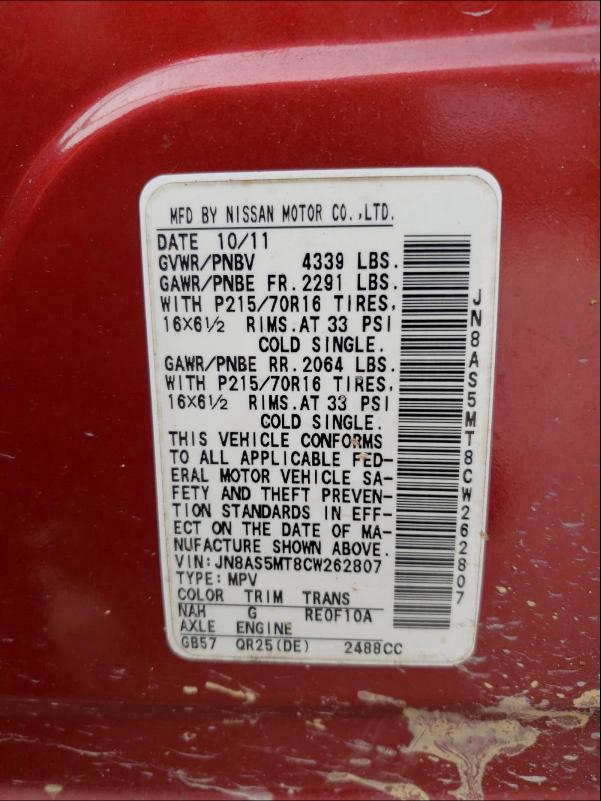 MFD BY NISSAN MOTOR CO.,LTD.
DATE 10/11
GVWR/PNBV 4339 LBS.
GAWR/PNBE FR.2291 LBS.
WITH P215/70R16 TIRES,
16X6½ RIMS.AT 33 PSI
COLD SINGLE.
GAWR/PNBE RR.2064 LBS.
WITH P215/70R16 TIRES,
16X6½ RIMS.AT 33 PSI
COLD SINGLE.
THIS VEHICLE CONFORMS
TO ALL APPLICABLE FED-
ERAL MOTOR VEHICLE SA-
FETY AND THEFT PREVEN-
TION STANDARDS IN EFF-
ECT ON THE DATE OF MA-
NUFACTURE SHOWN ABOVE.
VIN:JN8AS5MT8CW262807
TYPE:MPV
COLOR TRIM TRANS
NAH G RE0F10A
AXLE ENGINE
GB57 QR25(DE) 2488CC
JN8AS5MT8CW262807